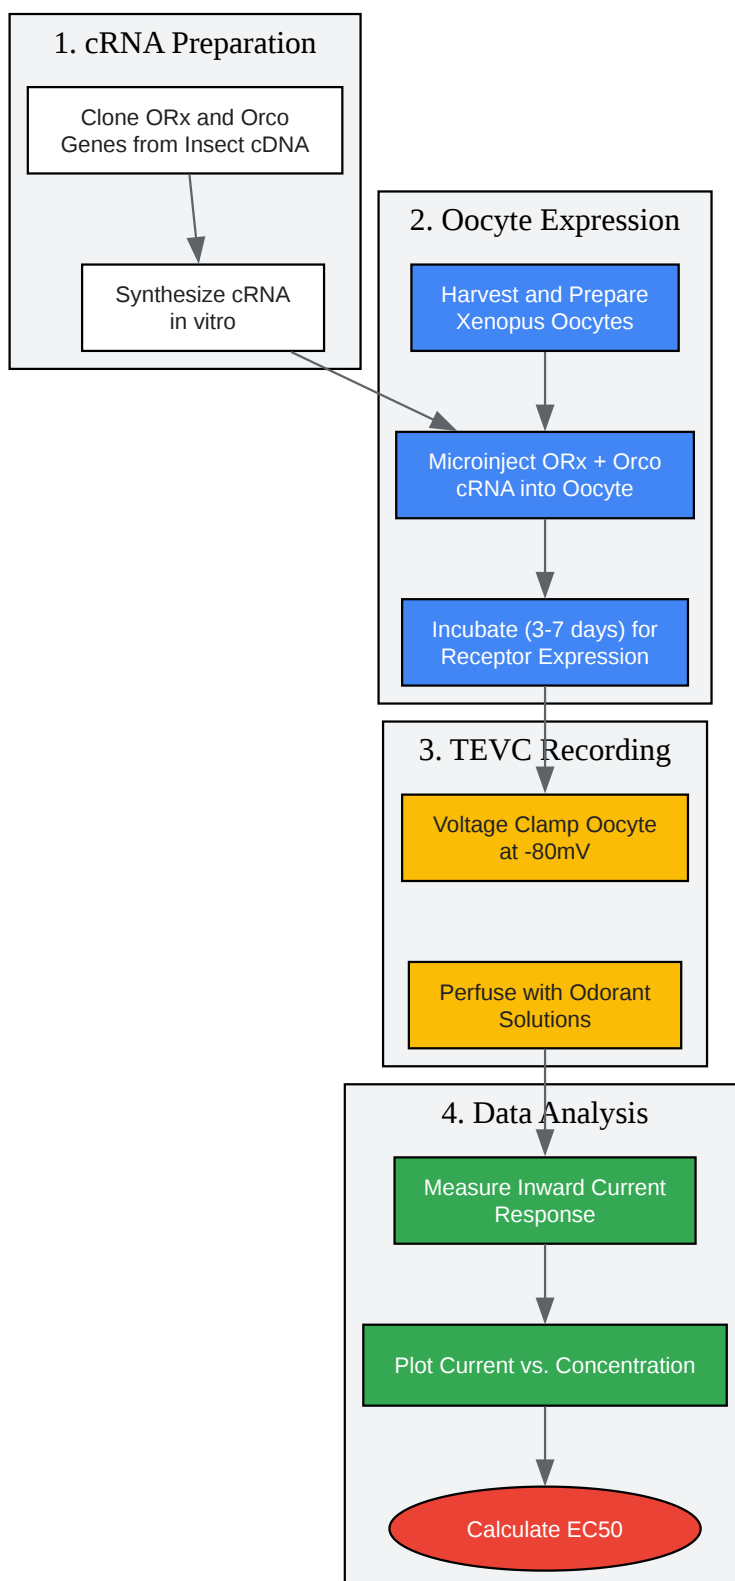 1. cRNA Preparation
Clone ORx and Orco
Genes from Insect cDNA
Synthesize cRNA
in vitro
2. Oocyte Expression
Harvest and Prepare
Xenopus Oocytes
Microinject ORx + Orco
cRNA into Oocyte
Incubate (3-7 days) for
Receptor Expression
3. TEVC Recording
Voltage Clamp Oocyte
at -80mV
Perfuse with Odorant
Solutions
4. Data Analysis
Measure Inward Current
Response
Plot Current vs. Concentration
Calculate EC50